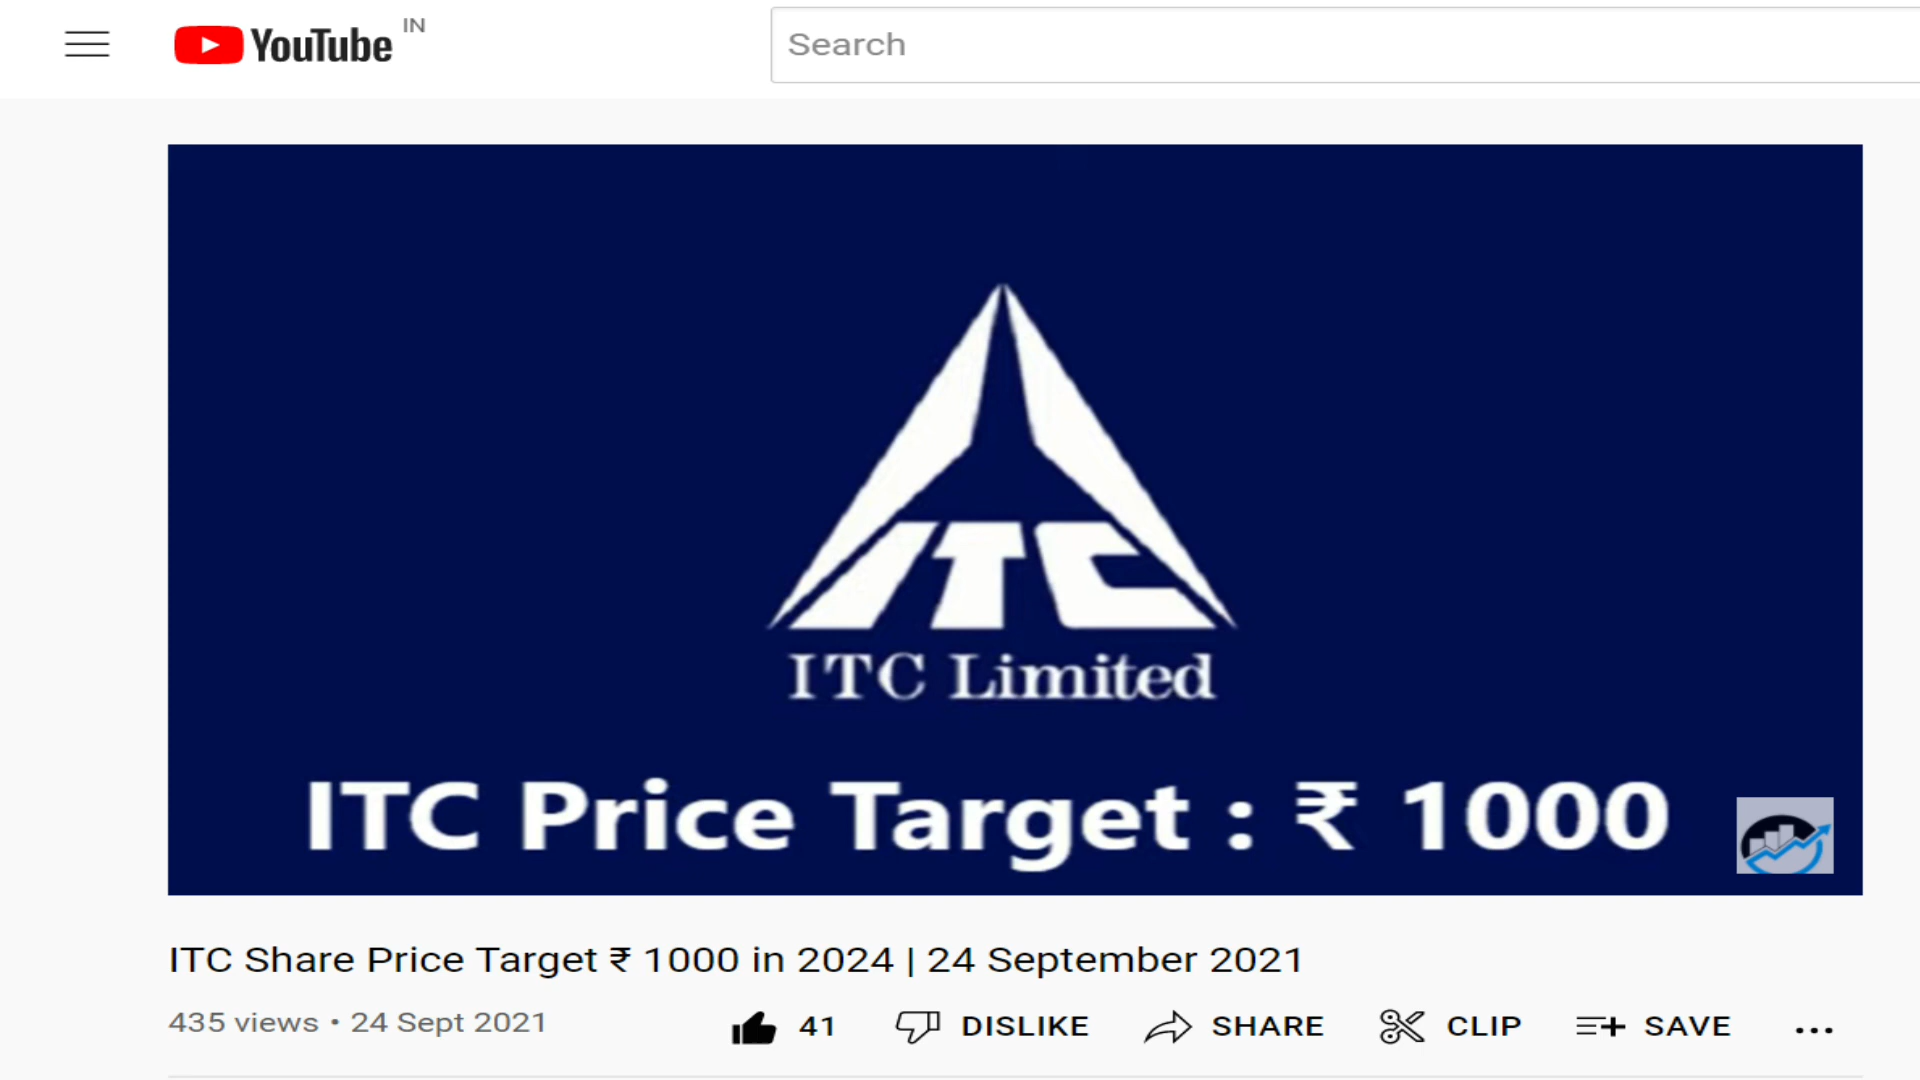 YouTube IN
Search
ITC
ITC Limited
ITC Price Target : ₹ 1000
ITC Share Price Target ₹ 1000 in 2024 | 24 September 2021
435 views • 24 Sept 2021 41 DISLIKE SHARE CLIP SAVE ...